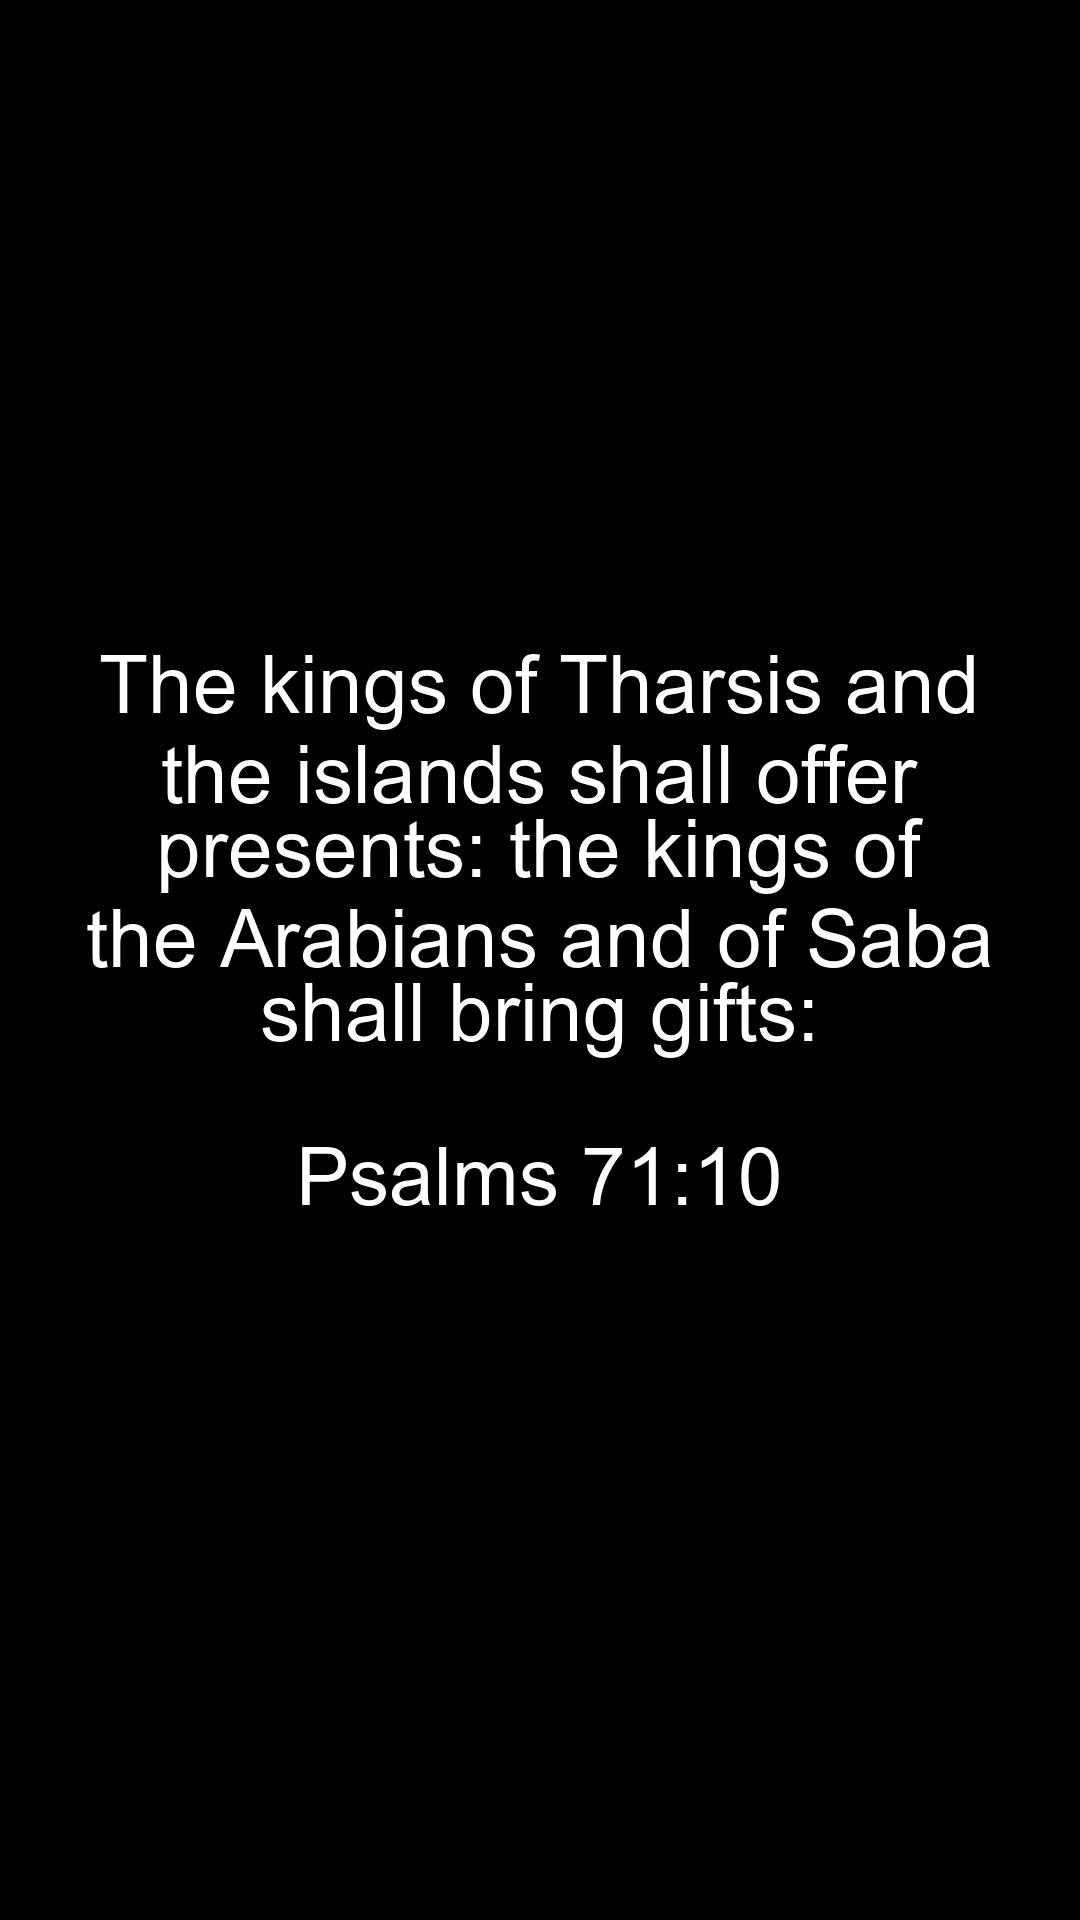 The kings of Tharsis and
the islands shall offer
presents: the kings of
the Arabians and of Saba
shall bring gifts:
Psalms 71:10